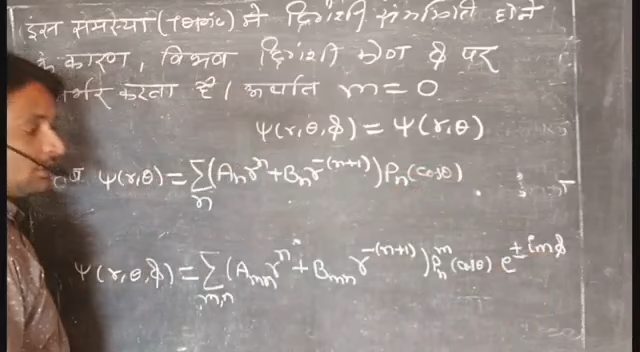 इस समस्या में दिगंशी सममिति होने
के कारण, विभव दिगंशी कोण φ पर
निर्भर करता है। अर्थात m = 0
ψ(r,θ,φ) = ψ(r,θ)
ψ(r,θ) = ∑ₙ (Aₙrⁿ + Bₙr⁻⁽ⁿ⁺¹⁾) Pₙ(cosθ)
ψ(r,θ,φ) = ∑ₘ,ₙ (Aₘₙrⁿ + Bₘₙr⁻⁽ⁿ⁺¹⁾) Pₙᵐ(cosθ) e^{±imφ}